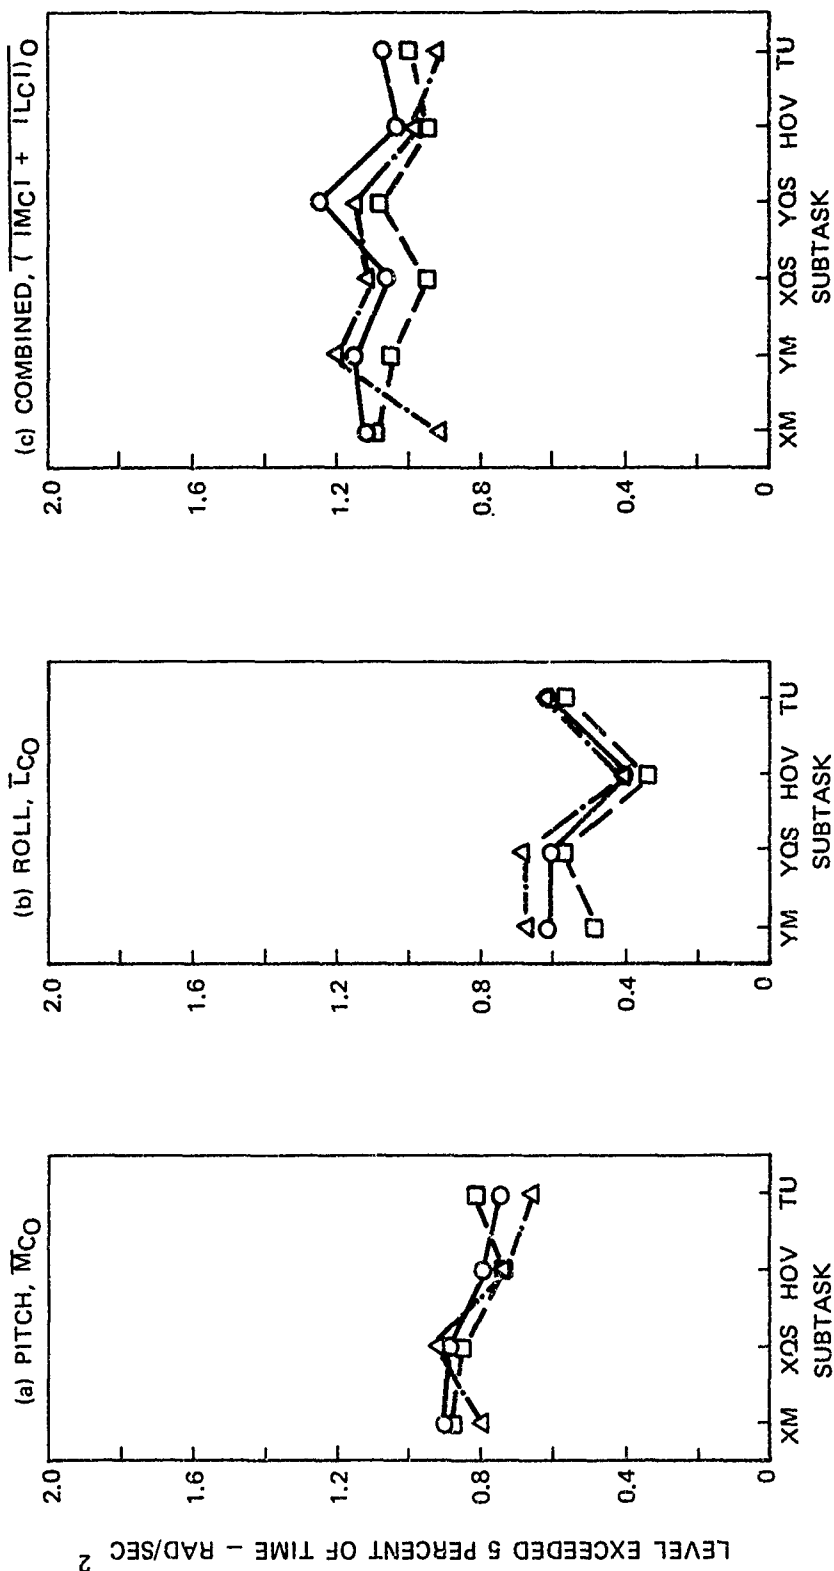 LEVEL EXCEEDED 5 PERCENT OF TIME – RAD/SEC 2
(a) PITCH, M̅CO
2.0
1.6
1.2
0.8
0.4
0
XM XQS HOV TU
SUBTASK
(b) ROLL, L̅CO
2.0
1.6
1.2
0.8
0.4
0
YM YQS HOV TU
SUBTASK
(c) COMBINED, ( |MC| + |LC|)O
2.0
1.6
1.2
0.8
0.4
0
XM YM XQS YQS HOV TU
SUBTASK